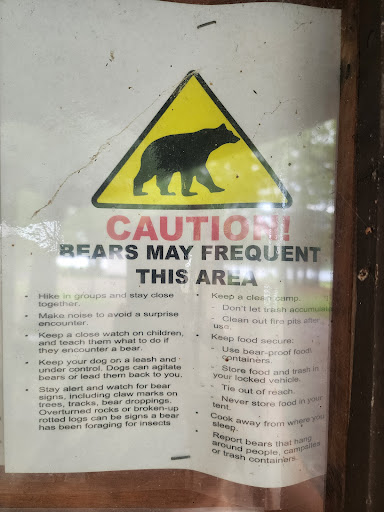 CAUTION!
BEARS MAY FREQUENT
THIS AREA
- Hike in groups and stay close
together.
- Make noise to avoid a surprise
encounter.
- Keep a close watch on children,
and teach them what to do if
they encounter a bear.
- Keep your dog on a leash and
under control. Dogs can agitate
bears or lead them back to you.
- Stay alert and watch for bear
signs, including claw marks on
trees, tracks, bear droppings.
Overturned rocks or broken-up
rotted logs can be signs a bear
has been foraging for insects
Keep a clean camp.
- Don't let trash accumulate
- Clean out fire pits after
use.
Keep food secure:
- Use bear-proof food
containers.
- Store food and trash in
your locked vehicle.
- Tie out of reach.
- Never store food in your
tent.
- Cook away from where you
sleep.
- Report bears that hang
around people, campsites
or trash containers.